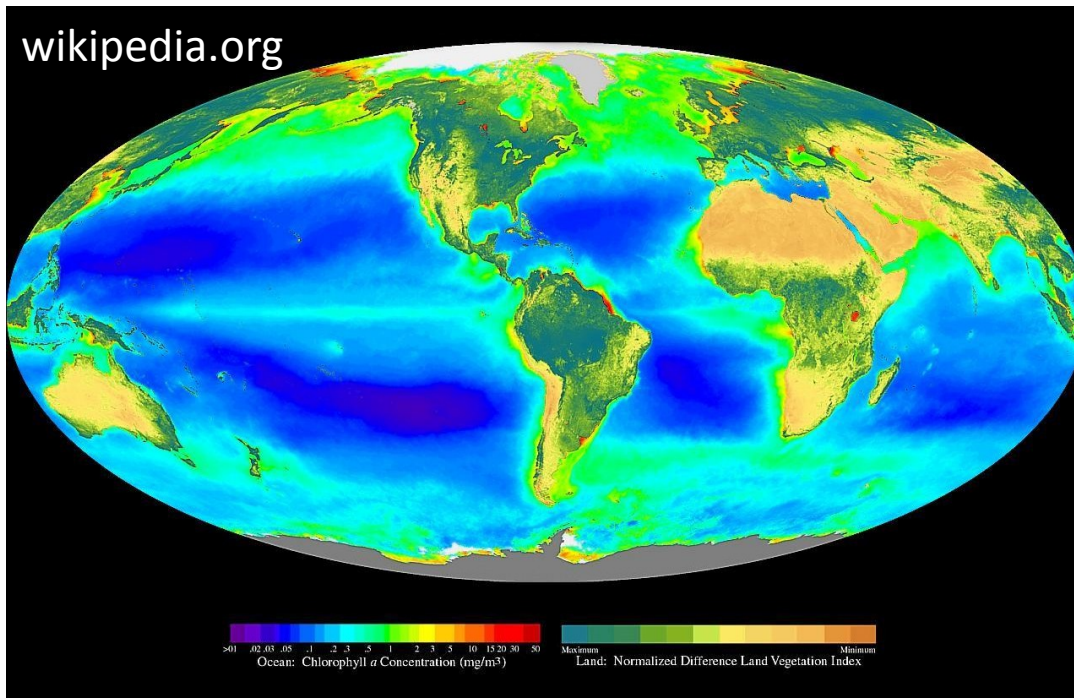 wikipedia.org
>01 .02 .03 .05 .1 .2 .3 .5 1 2 3 5 10 15 20 30 50
Maximum Minimum
Ocean: Chlorophyll a Concentration (mg/m³)
Land: Normalized Difference Land Vegetation Index